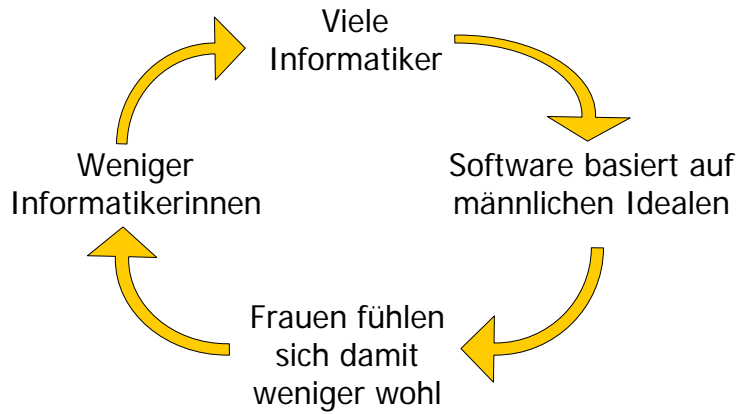 Viele
Informatiker
Software basiert auf
männlichen Idealen
Frauen fühlen
sich damit
weniger wohl
Weniger
Informatikerinnen